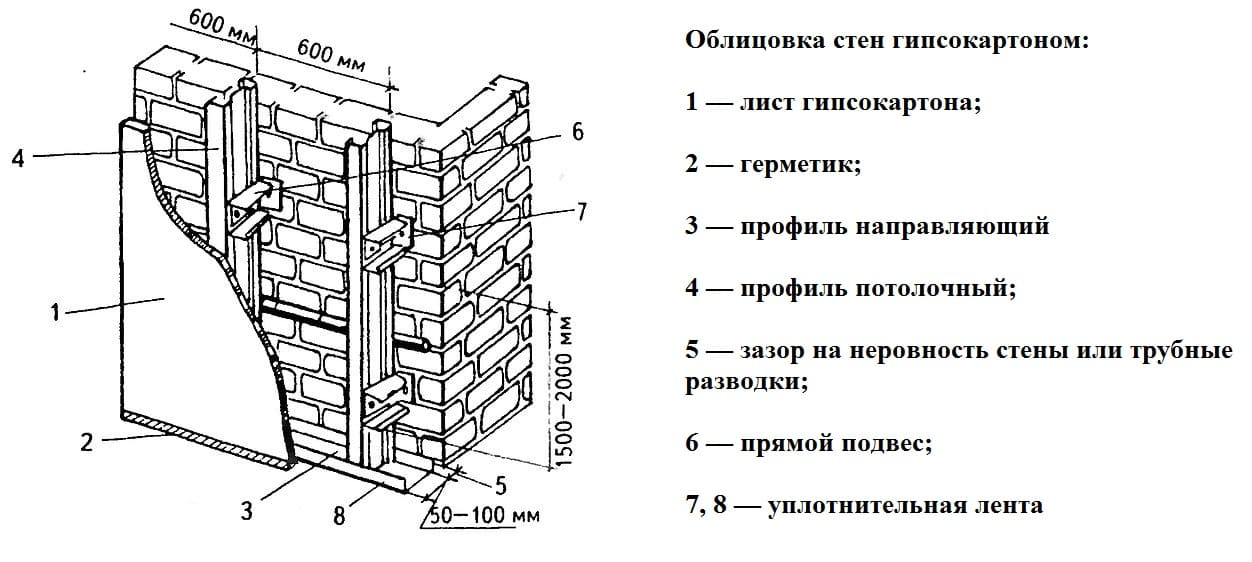 600 мм
600 мм
6
4
7
1
1500—2000 мм
2
5
3
8
50—100 мм
Облицовка стен гипсокартоном:
1 — лист гипсокартона;
2 — герметик;
3 — профиль направляющий
4 — профиль потолочный;
5 — зазор на неровность стены или трубные
разводки;
6 — прямой подвес;
7, 8 — уплотнительная лента